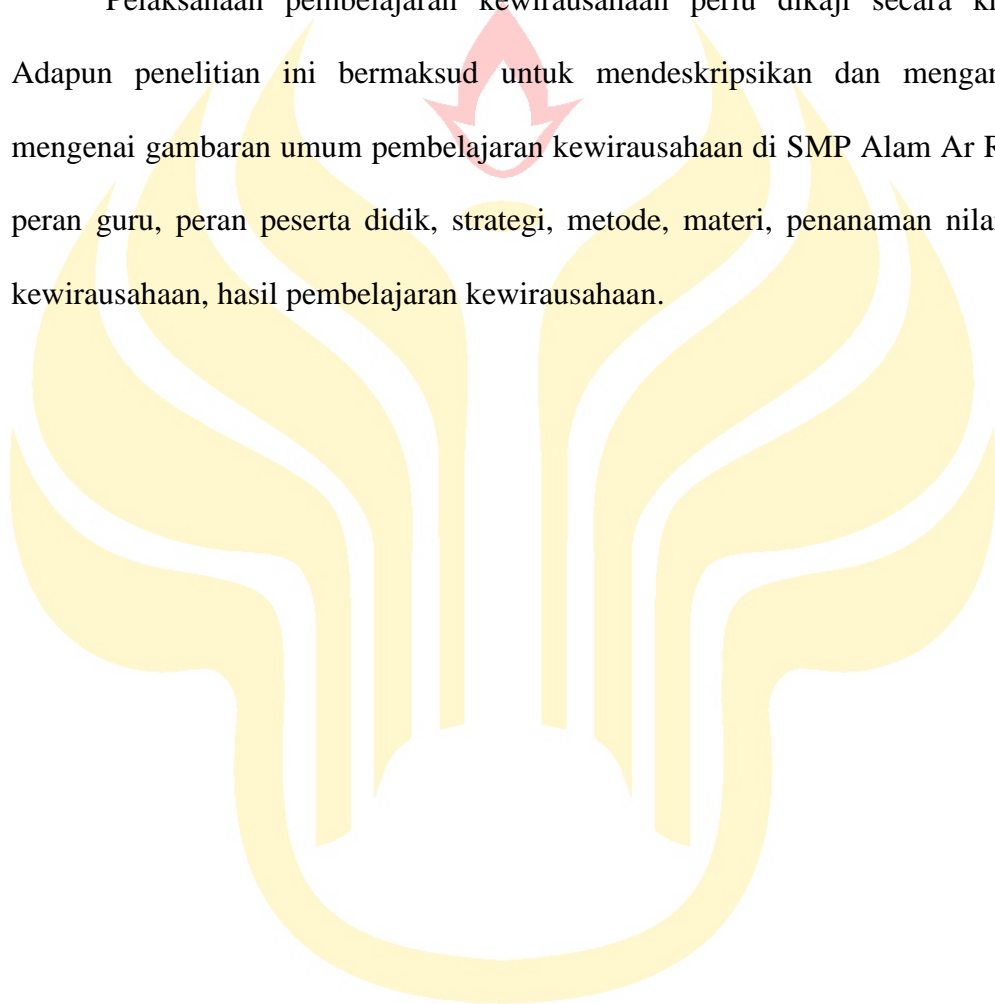 Pelaksanaan pembelajaran kewirausahaan perlu dikaji secara
Adapun penelitian ini bermaksud untuk mendeskripsikan dan
mengenai gambaran umum pembelajaran kewirausahaan di SMP Alam Ar
peran guru, peran peserta didik, strategi, metode, materi, penanaman
kewirausahaan, hasil pembelajaran kewirausahaan.